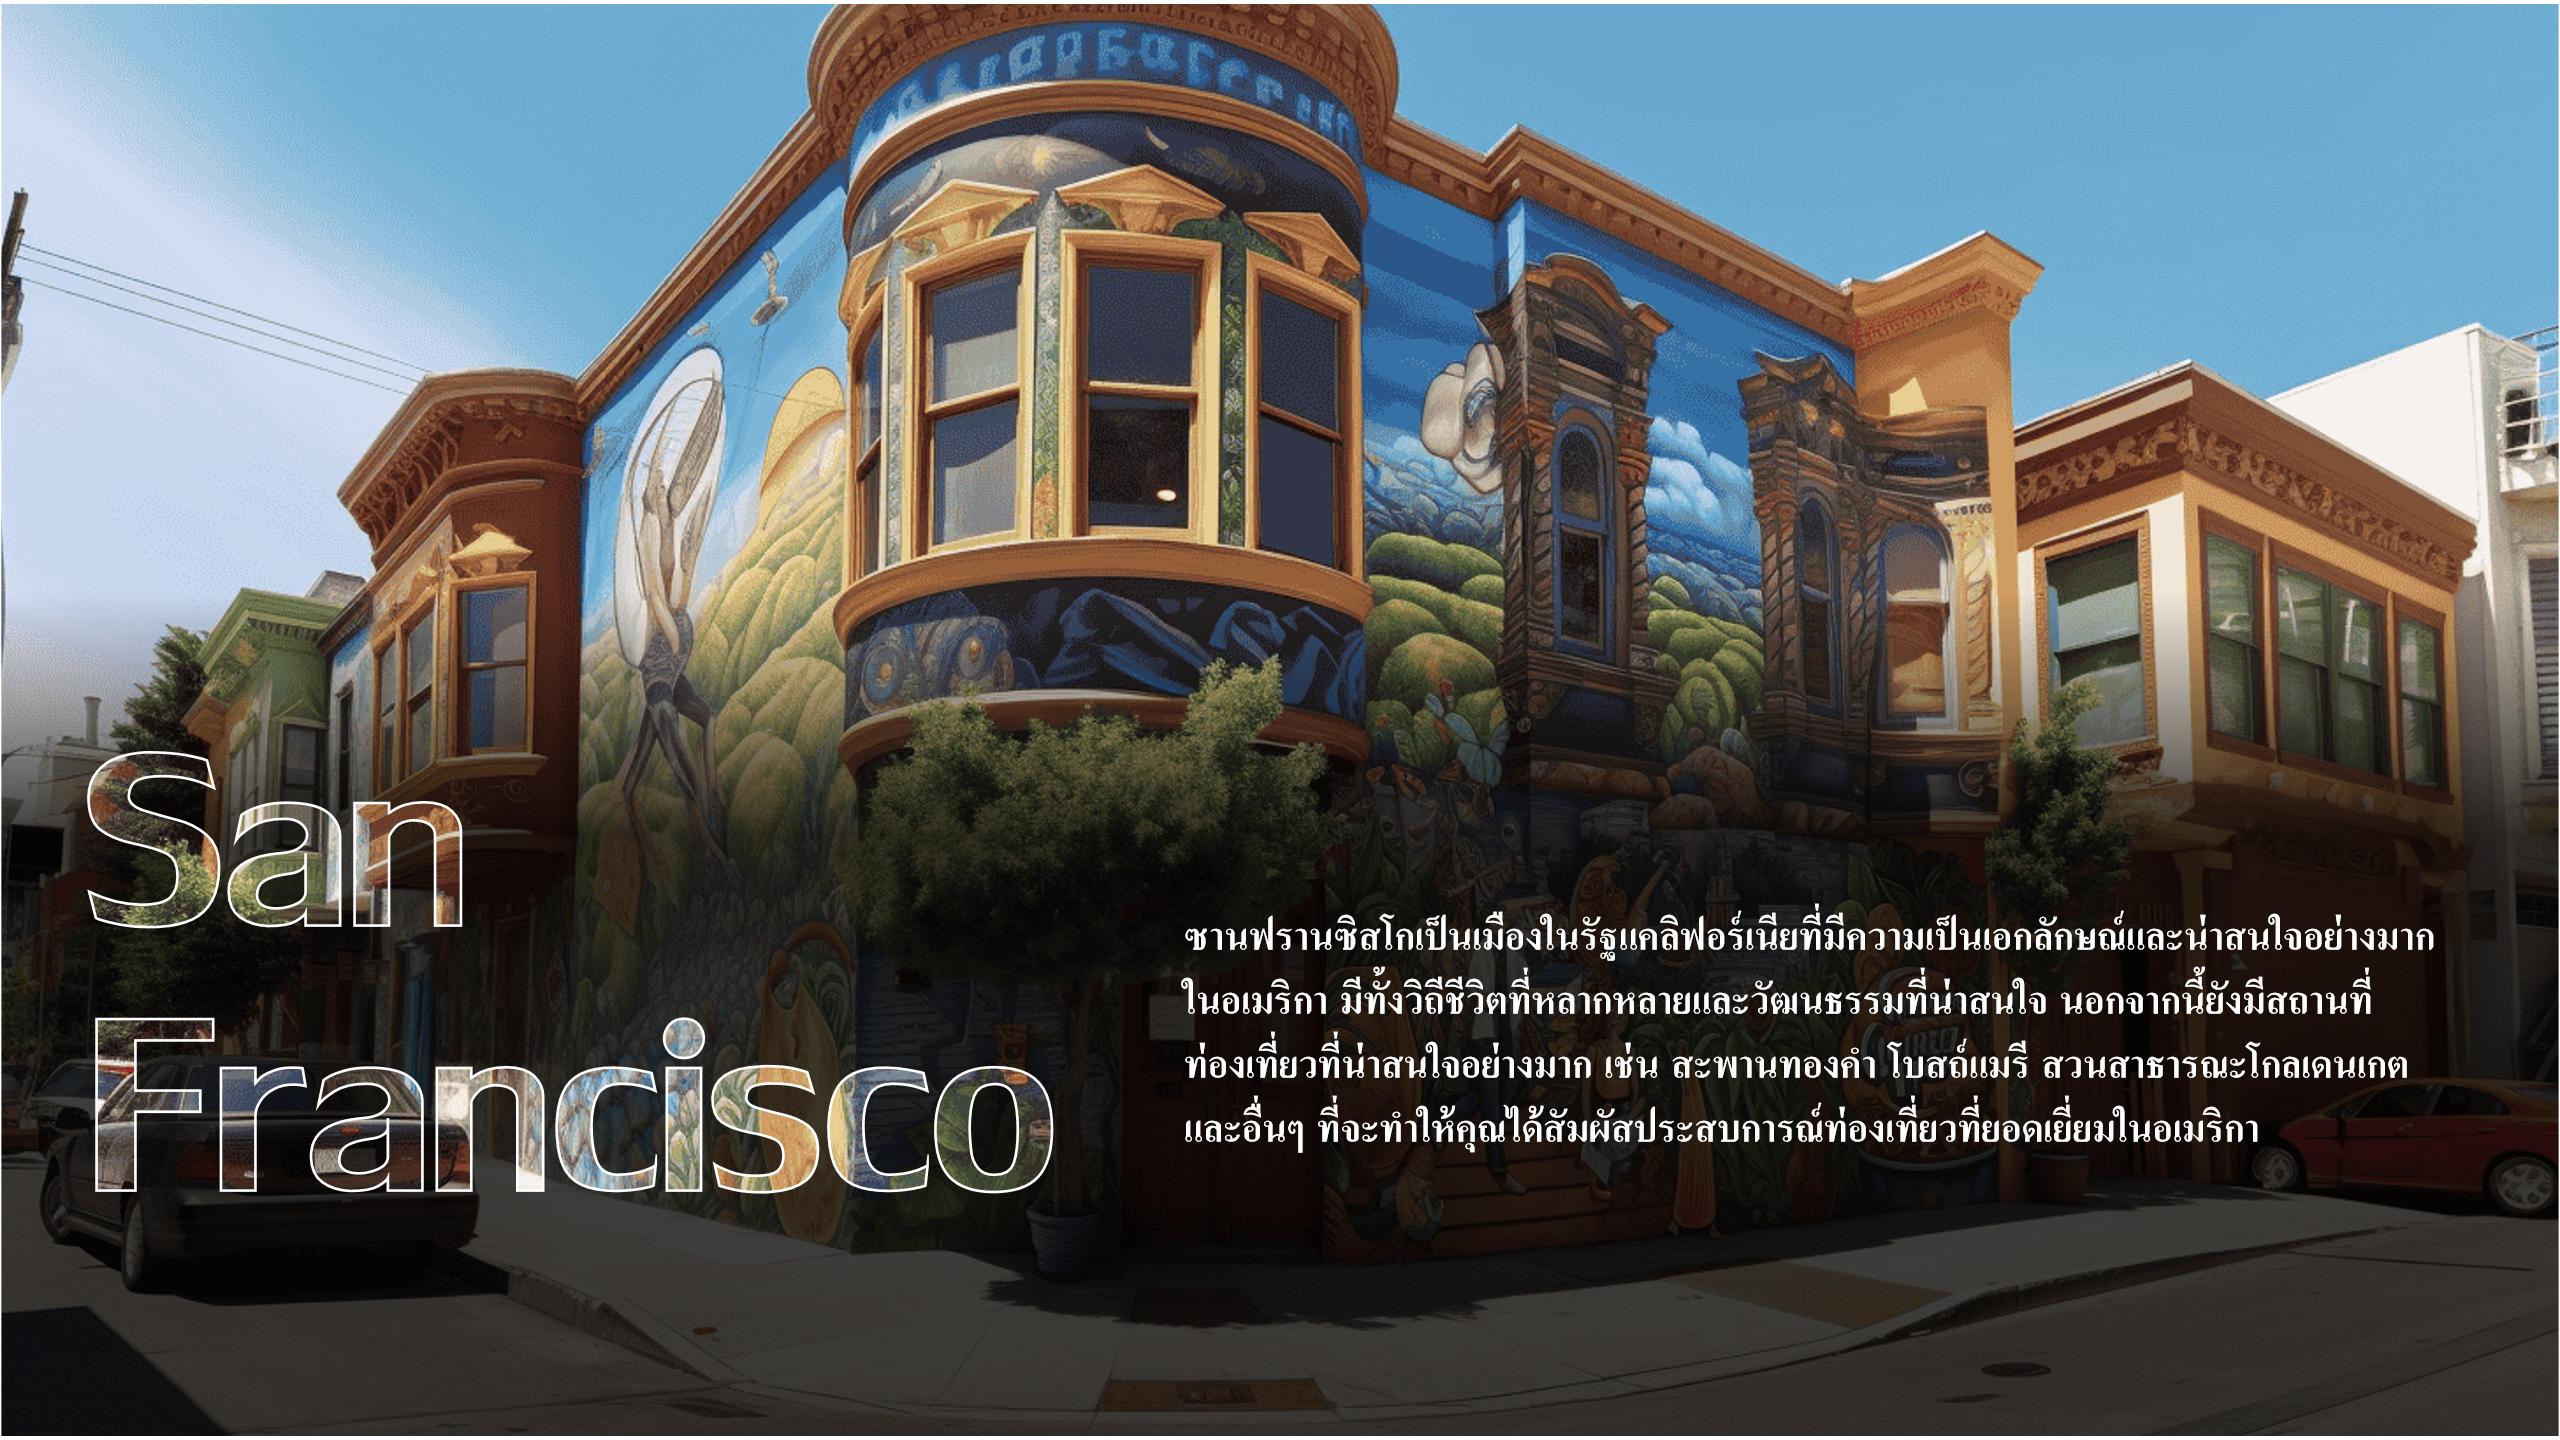 San
Francisco
ซานฟรานซิสโกเป็นเมืองในรัฐแคลิฟอร์เนียที่มีความเป็นเอกลักษณ์และน่าสนใจอย่างมาก
ในอเมริกา มีทั้งวิถีชีวิตที่หลากหลายและวัฒนธรรมที่น่าสนใจ นอกจากนี้ยังมีสถานที่
ท่องเที่ยวที่น่าสนใจอย่างมาก เช่น สะพานทองคำ โบสถ์แมรี สวนสาธารณะโกลเดนเกต
และอื่นๆ ที่จะทำให้คุณได้สัมผัสประสบการณ์ท่องเที่ยวที่ยอดเยี่ยมในอเมริกา